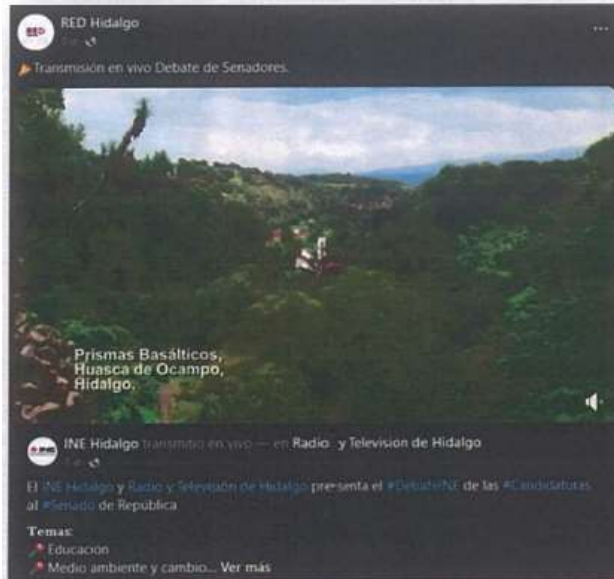 RED
RED Hidalgo
Transmisión en vivo Debate de Senadores.
Prismas Basálticos,
Huasca de Ocampo,
Hidalgo.
INE
INE Hidalgo transmitió en vivo — en Radio y Televisión de Hidalgo
El INE Hidalgo y Radio y Televisión de Hidalgo presenta el #DebateINE de las #Candidaturas
al #Senado de República
Temas:
Educación
Medio ambiente y cambio... Ver más